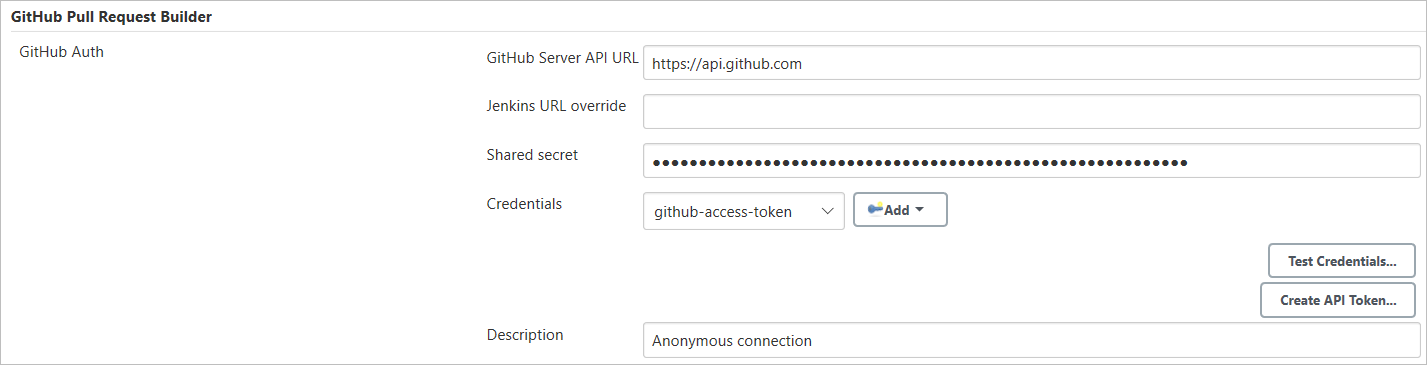 GitHub Pull Request Builder
GitHub Auth
GitHub Server API URL https://api.github.com
Jenkins URL override
Shared secret ●●●●●●●●●●●●●●●●●●●●●●●●●●●●●●●●●●●●●●●●●●●●●●●●●●●●●●●●●●
Credentials github-access-token Add
Test Credentials...
Create API Token...
Description Anonymous connection